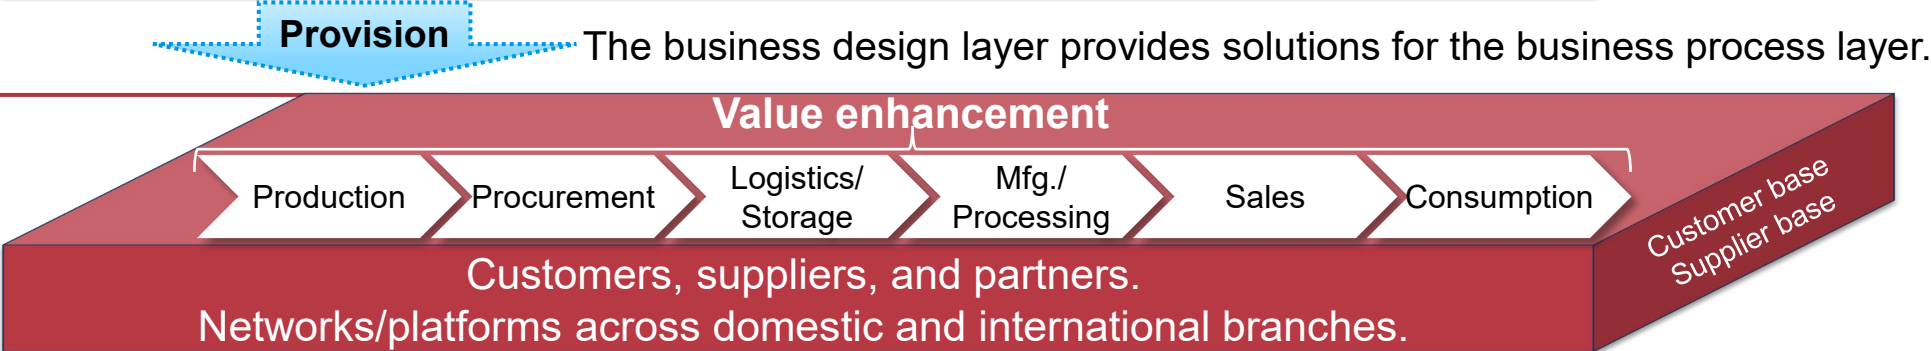 Provision
The business design layer provides solutions for the business process layer.
Value enhancement
Production
Procurement
Logistics/
Storage
Mfg./
Processing
Sales
Consumption
Customer base
Supplier base
Customers, suppliers, and partners.
Networks/platforms across domestic and international branches.